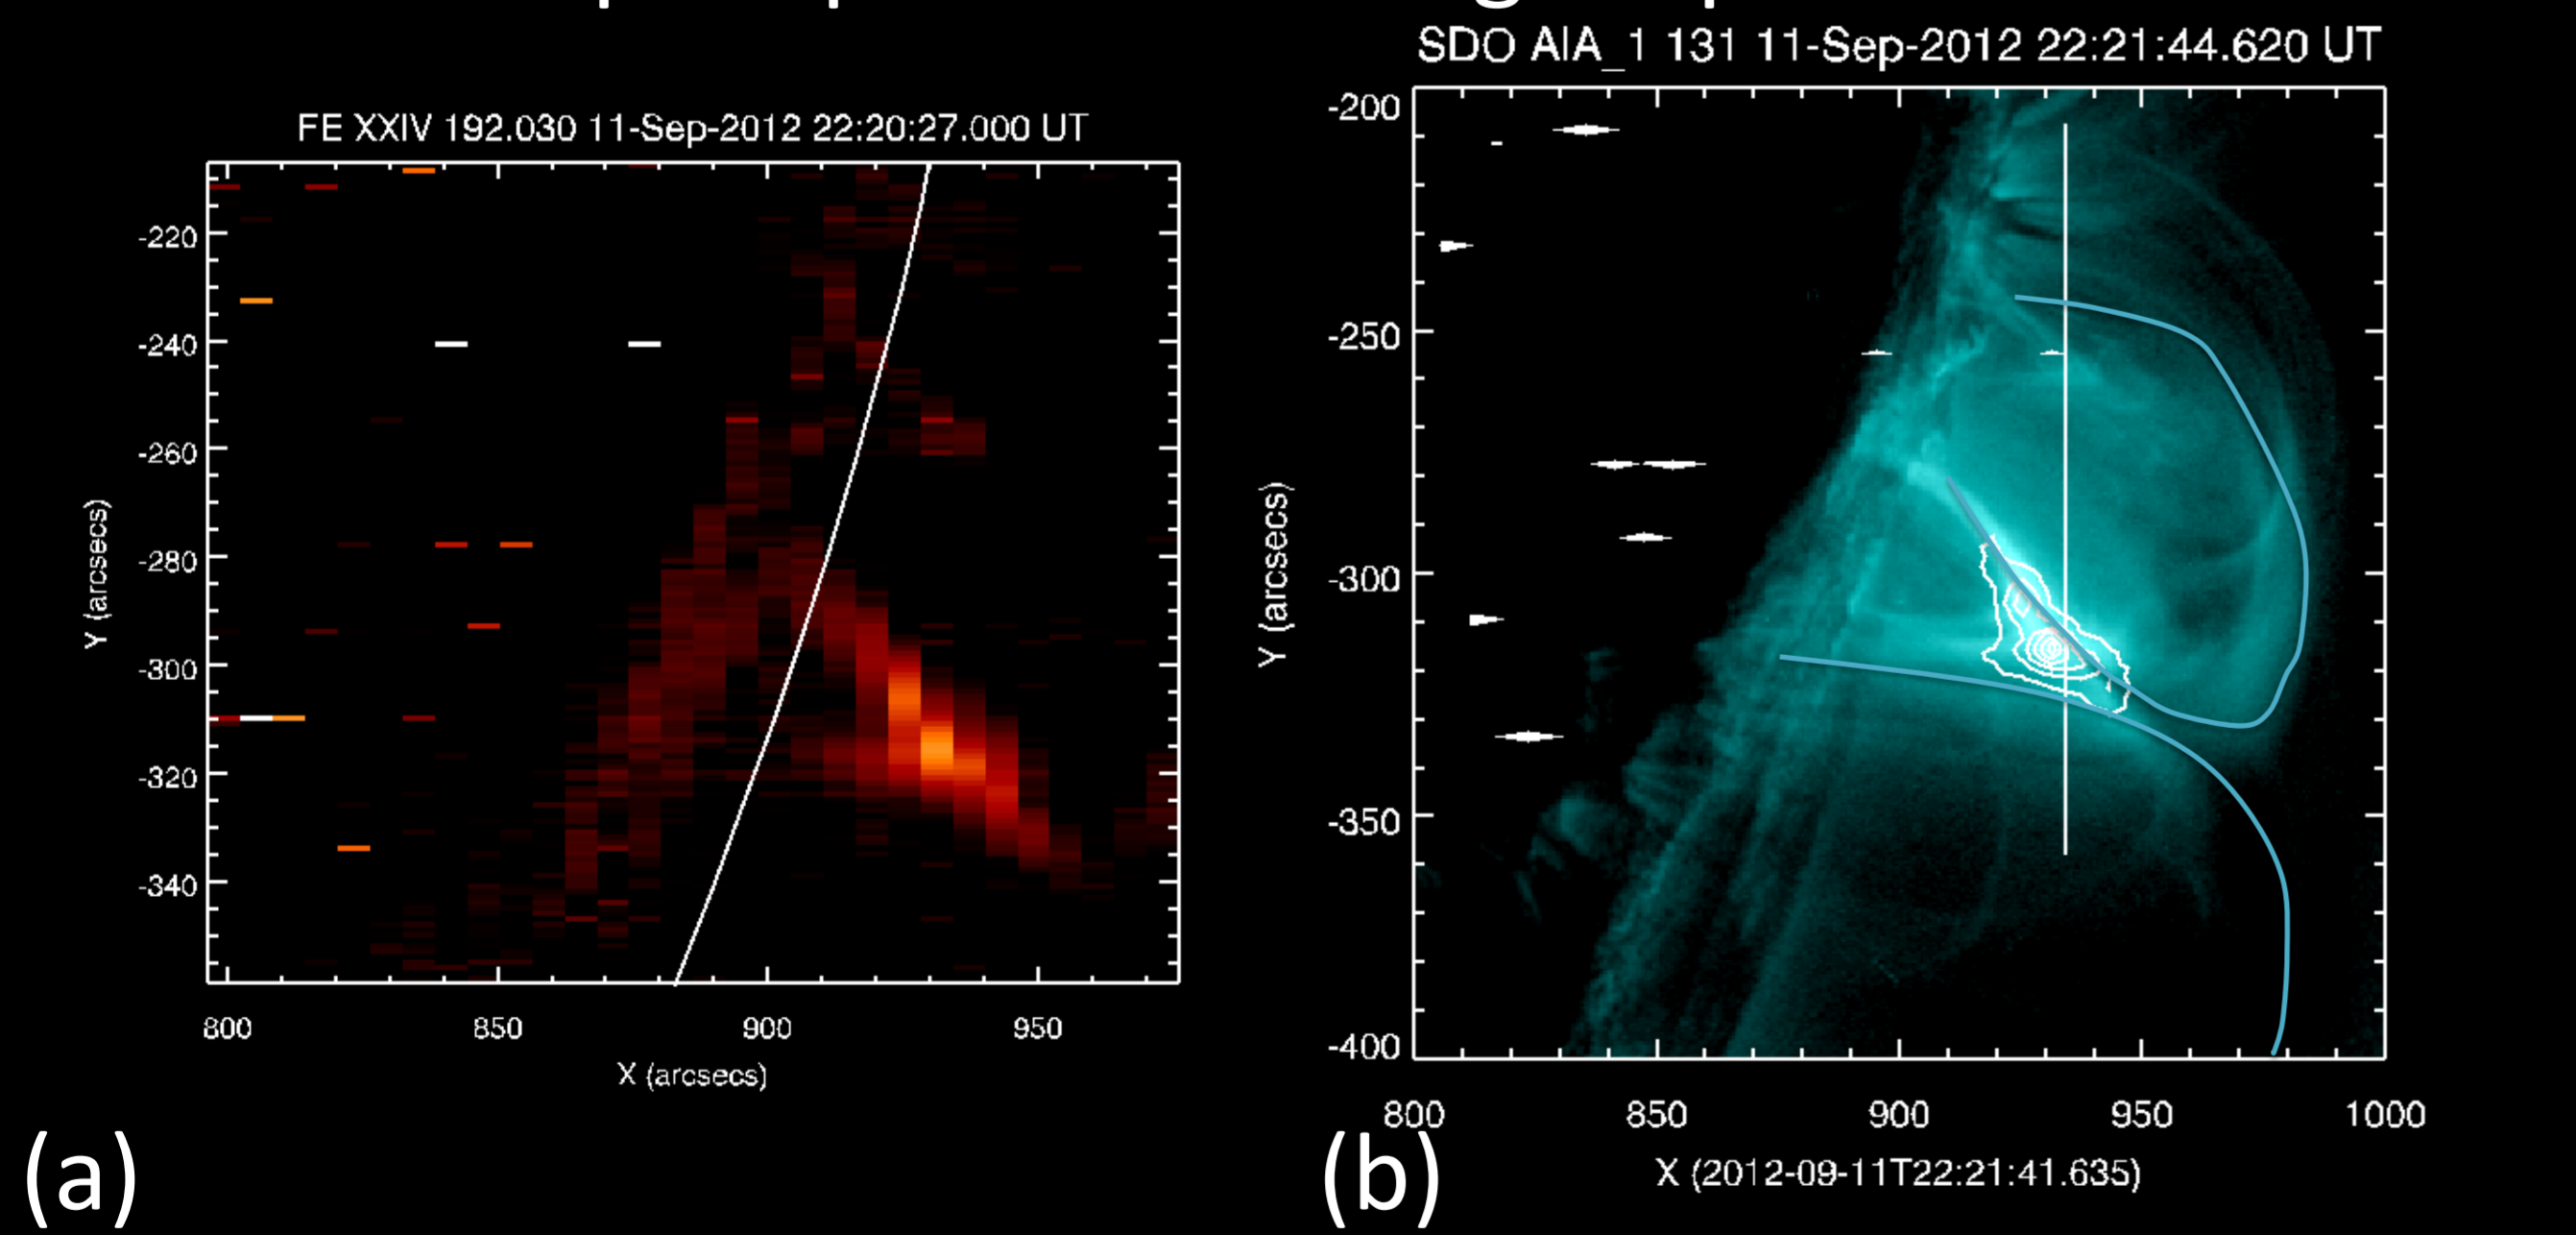 FE XXIV 192.030 11-Sep-2012 22:20:27.000 UT
-220
-240
-260
-280
-300
-320
-340
Y (arcsecs)
800 850 900 950
X (arcsecs)
(a)
SDO AIA_1 131 11-Sep-2012 22:21:44.620 UT
-200
-250
-300
-350
-400
Y (arcsecs)
800 850 900 950 1000
X (2012-09-11T22:21:41.635)
(b)